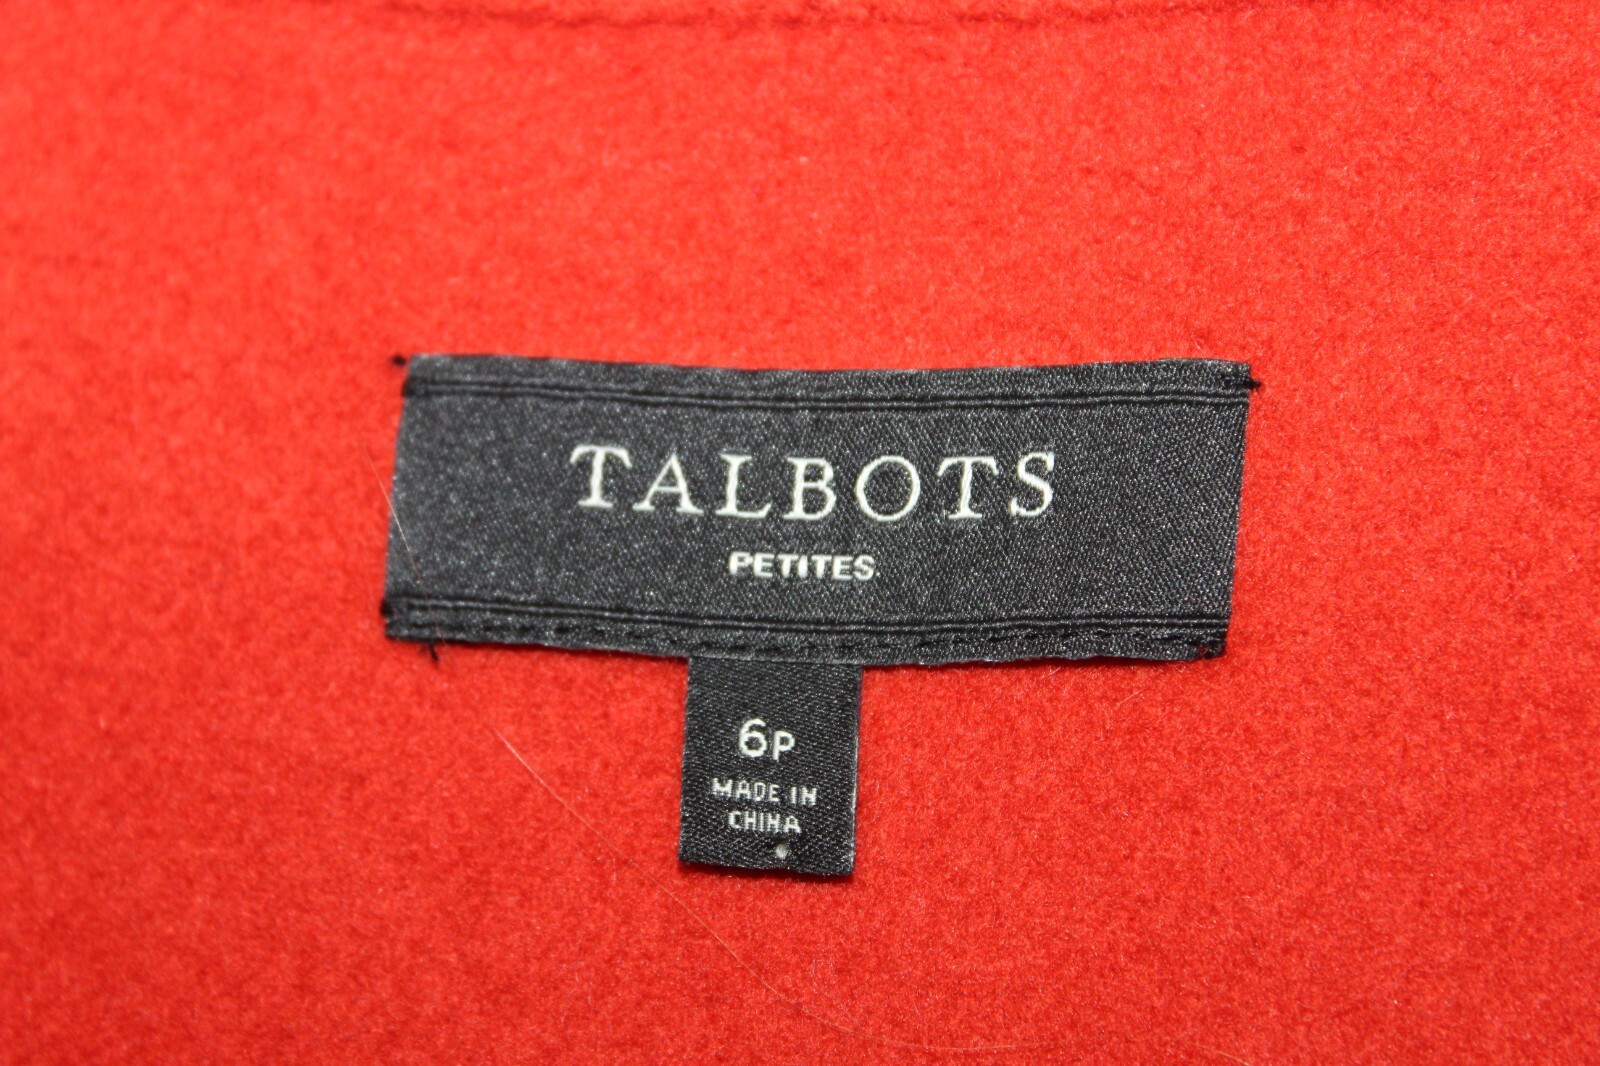 TALBOTS
PETITES
6P
MADE IN
CHINA